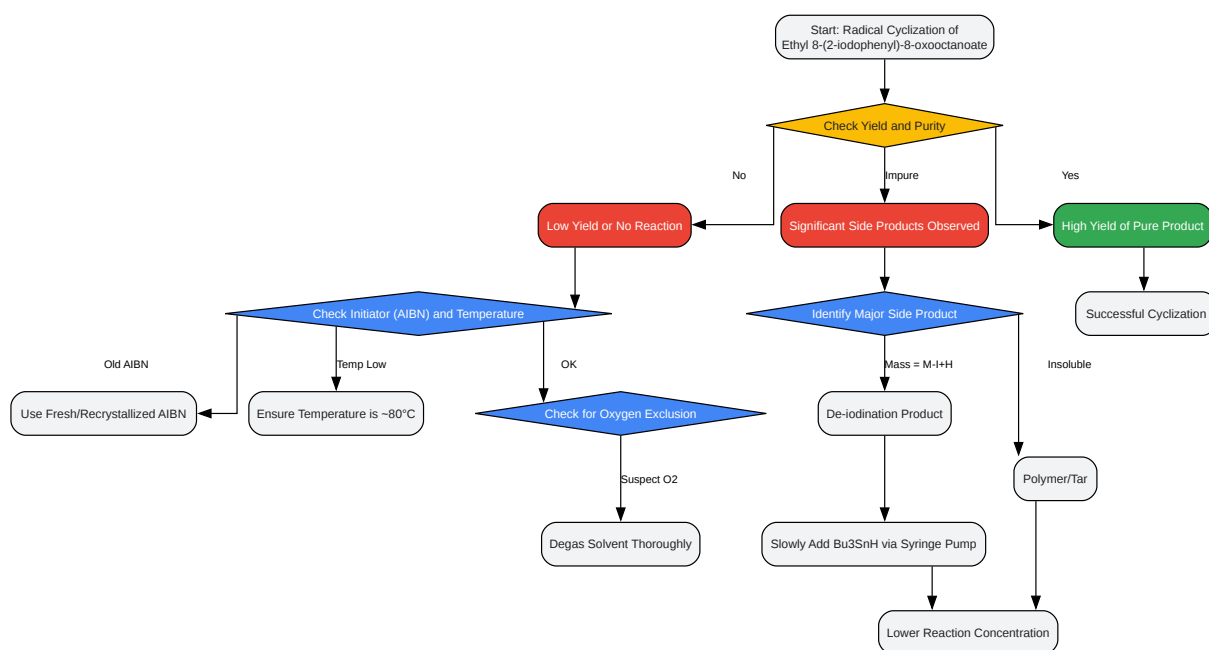 Start: Radical Cyclization of
Ethyl 8-(2-iodophenyl)-8-oxooctanoate
Check Yield and Purity
No
Impure
Yes
Low Yield or No Reaction
Significant Side Products Observed
High Yield of Pure Product
Check Initiator (AIBN) and Temperature
Identify Major Side Product
Successful Cyclization
Old AIBN
Temp Low
OK
Mass = M-I+H
Insoluble
Use Fresh/Recrystallized AIBN
Ensure Temperature is ~80°C
Check for Oxygen Exclusion
De-iodination Product
Suspect O2
Polymer/Tar
Degas Solvent Thoroughly
Slowly Add Bu3SnH via Syringe Pump
Lower Reaction Concentration